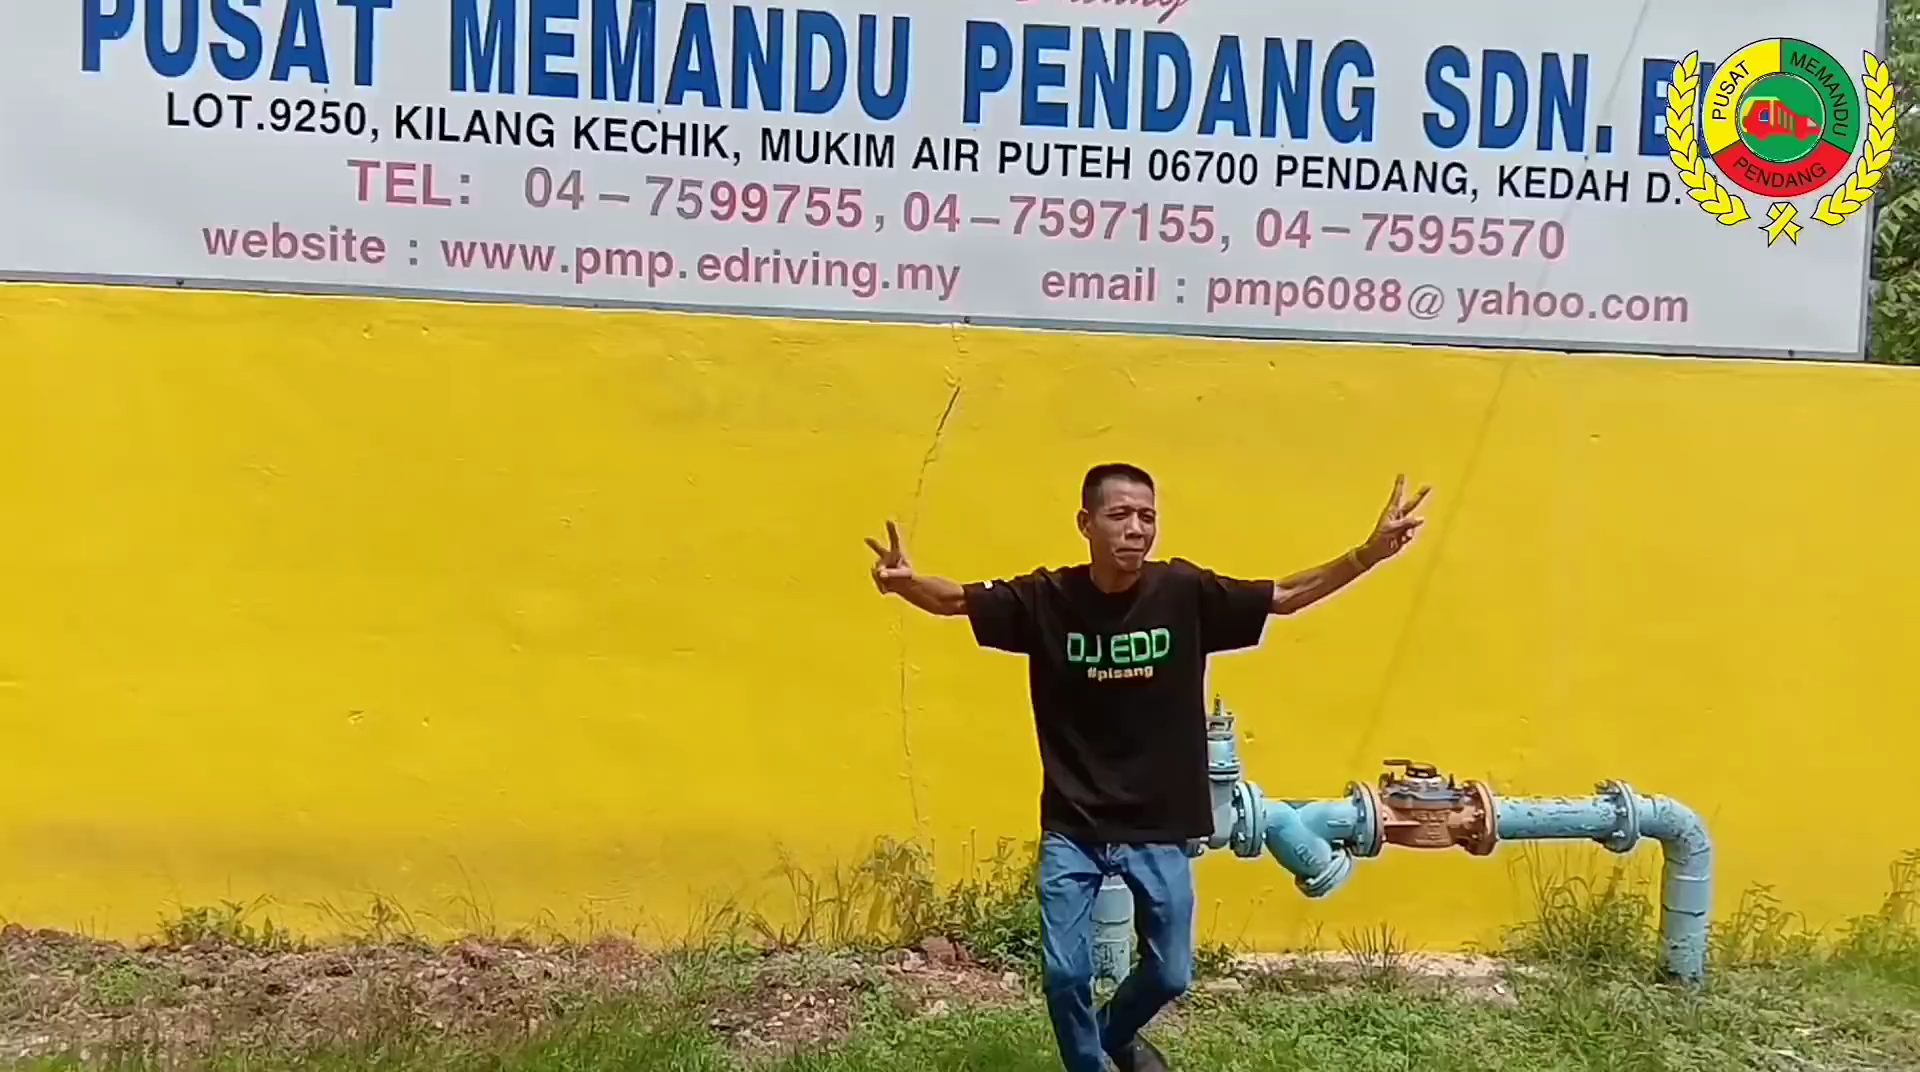 PUSAT MEMANDU PENDANG SDN.
LOT.9250, KILANG KECHIK, MUKIM AIR PUTEH 06700 PENDANG, KEDAH D.
TEL: 04-7599755, 04-7597155, 04-7595570
website : www.pmp.edriving.my email : pmp6088@yahoo.com
PUSAT MEMANDU
PENDANG
DJ EDD
#pisang